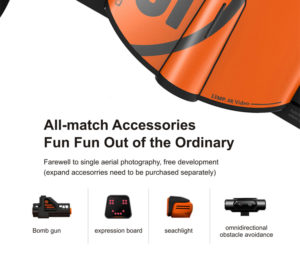 All-match Accessories
Fun Fun Out of the Ordinary
Farewell to single aerial photography, free development
(expand accesorries need to be purchased separately)
Bomb gun
expression board
seachlight
omnidirectional
obstacle avoidance